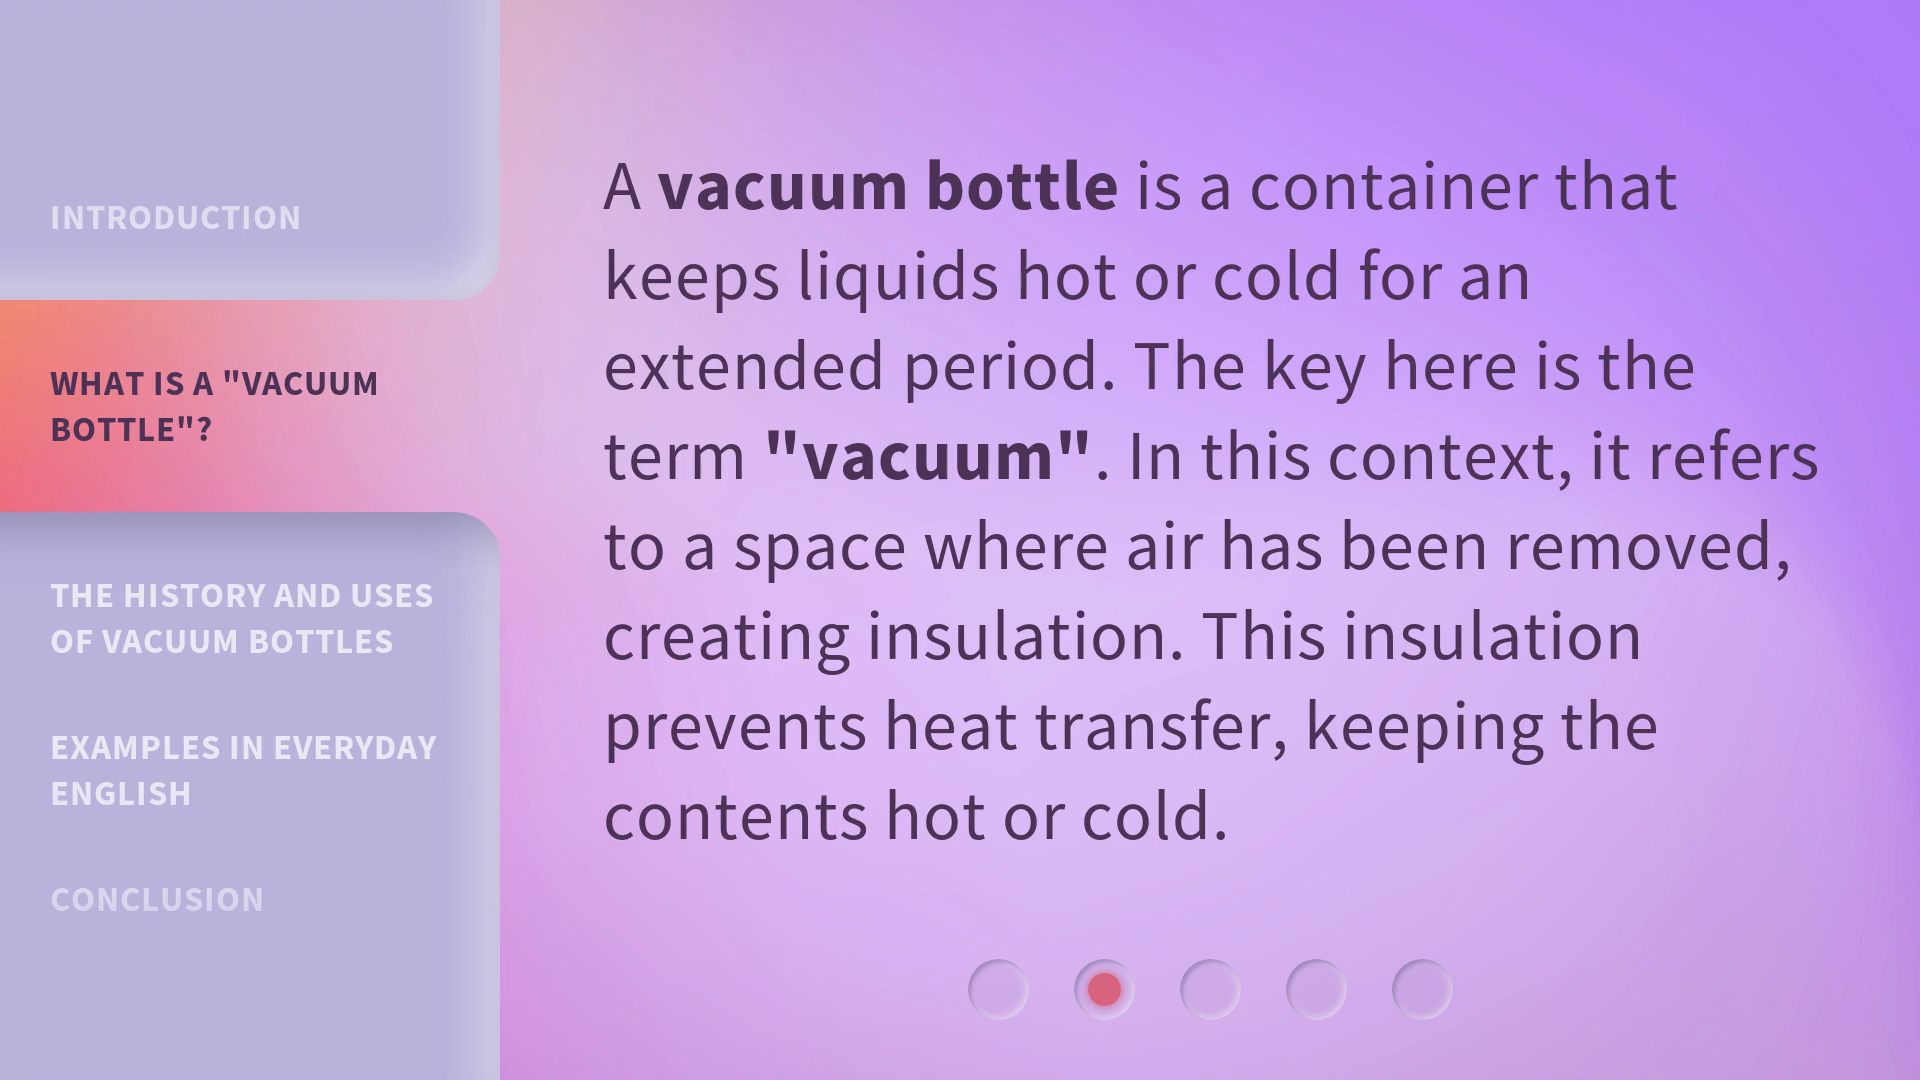 INTRODUCTION
WHAT IS A "VACUUM
BOTTLE"?
THE HISTORY AND USES
OF VACUUM BOTTLES
EXAMPLES IN EVERYDAY
ENGLISH
CONCLUSION
A vacuum bottle is a container that
keeps liquids hot or cold for an
extended period. The key here is the
term "vacuum". In this context, it refers
to a space where air has been removed,
creating insulation. This insulation
prevents heat transfer, keeping the
contents hot or cold.